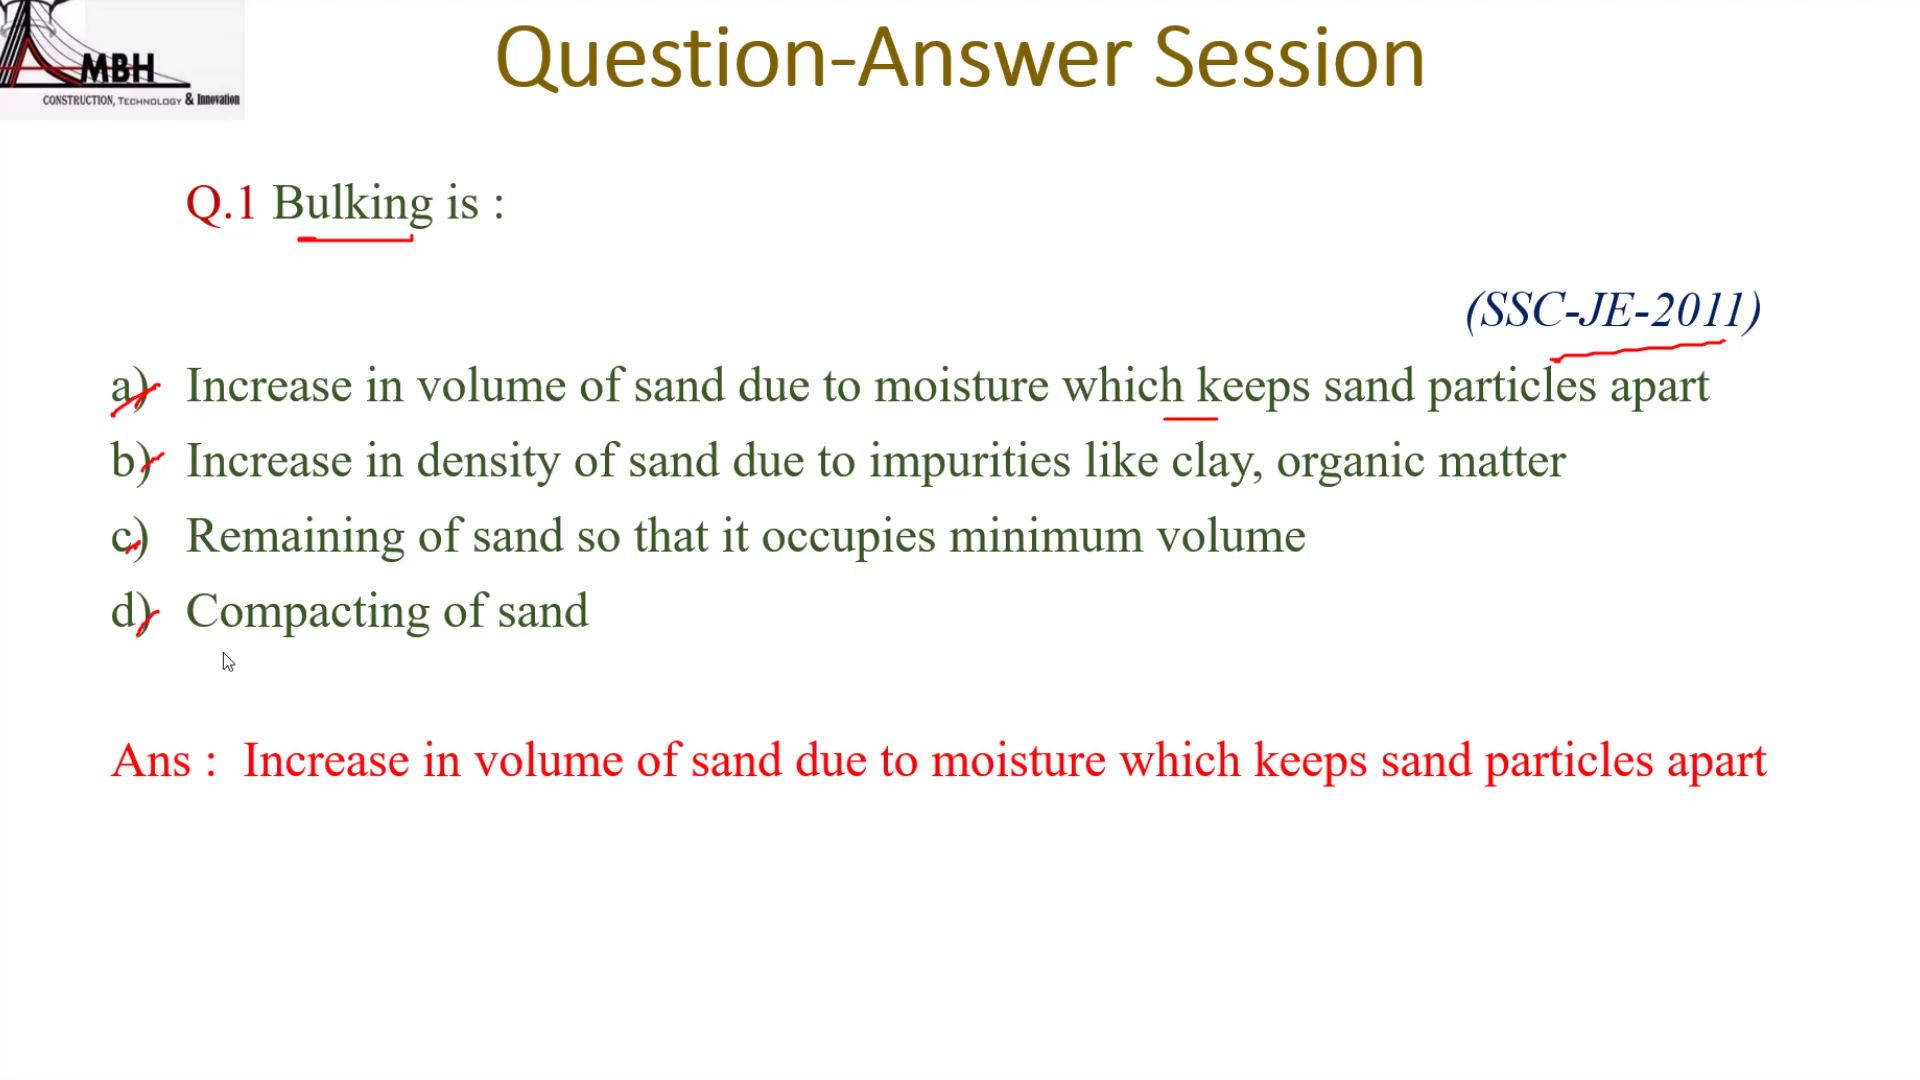 MBH
CONSTRUCTION, TECHNOLOGY & Innovation
Question-Answer Session
Q.1 Bulking is :
(SSC-JE-2011)
a) Increase in volume of sand due to moisture which keeps sand particles apart
b) Increase in density of sand due to impurities like clay, organic matter
c) Remaining of sand so that it occupies minimum volume
d) Compacting of sand
Ans : Increase in volume of sand due to moisture which keeps sand particles apart